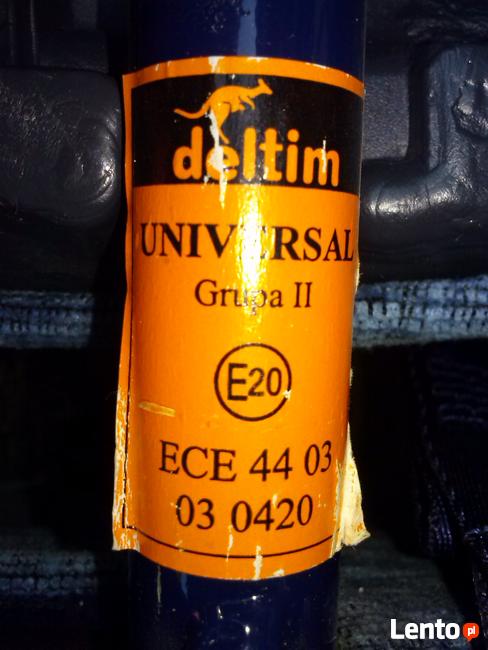 deltim
UNIVERSAL
Grupa II
E20
ECE 44 03
03 0420
Lento pl